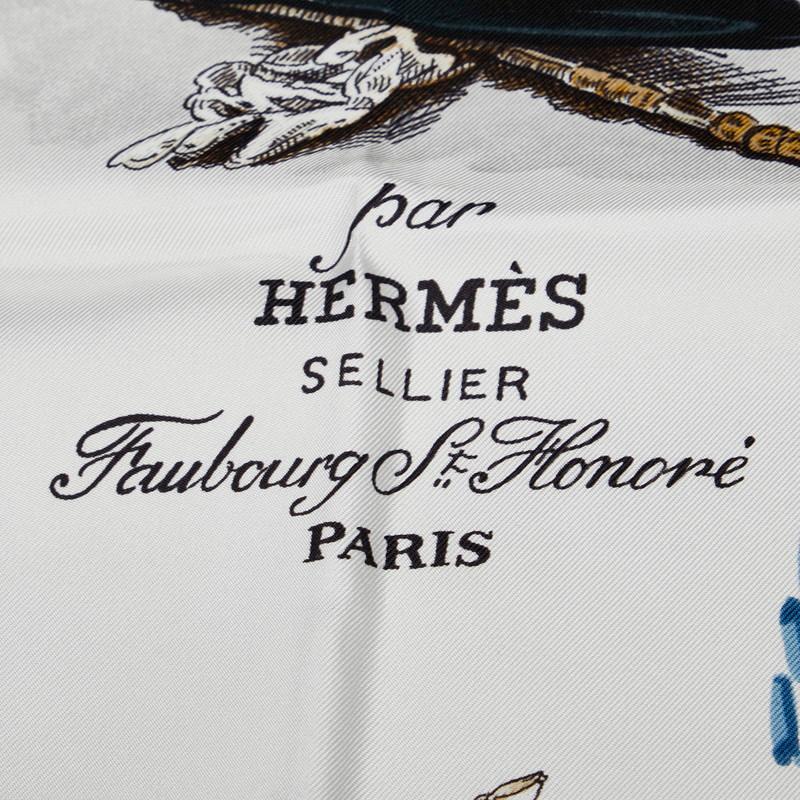 par
HERMÈS
SELLIER
Faubourg St. Honoré
PARIS